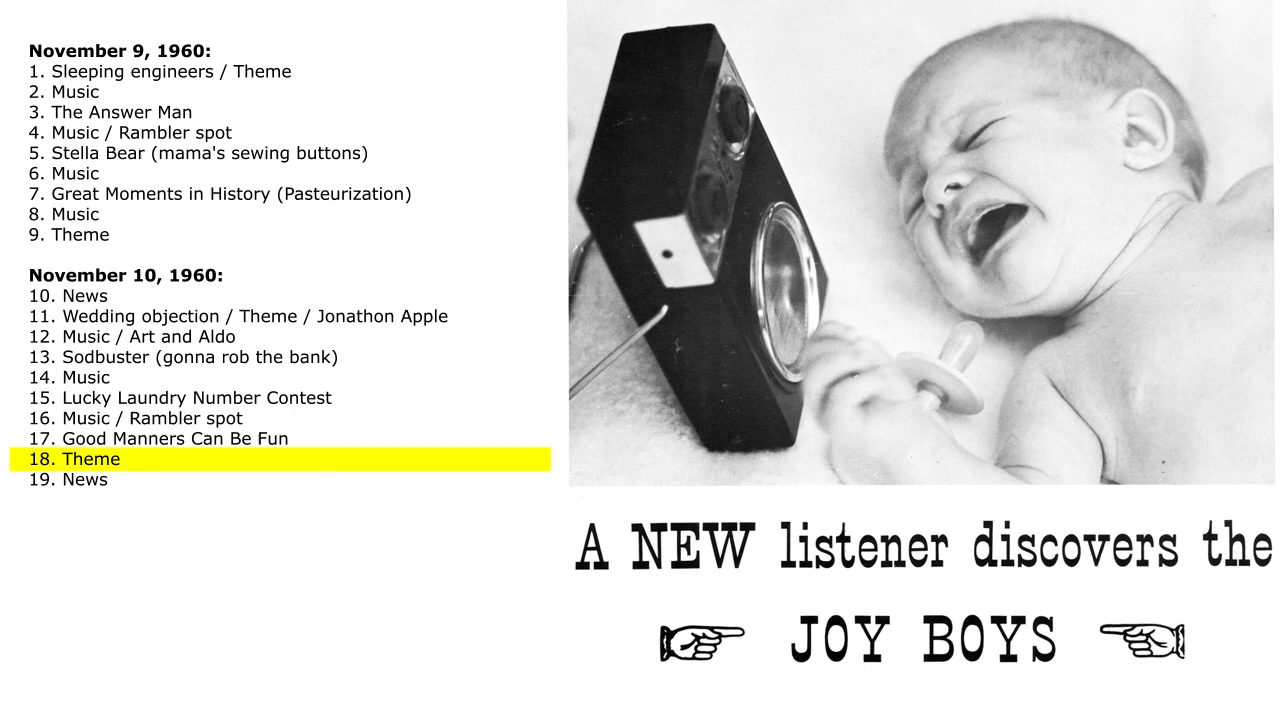 November 9, 1960:
1. Sleeping engineers / Theme
2. Music
3. The Answer Man
4. Music / Rambler spot
5. Stella Bear (mama's sewing buttons)
6. Music
7. Great Moments in History (Pasteurization)
8. Music
9. Theme
November 10, 1960:
10. News
11. Wedding objection / Theme / Jonathon Apple
12. Music / Art and Aldo
13. Sodbuster (gonna rob the bank)
14. Music
15. Lucky Laundry Number Contest
16. Music / Rambler spot
17. Good Manners Can Be Fun
18. Theme
19. News
A NEW listener discovers the
JOY BOYS